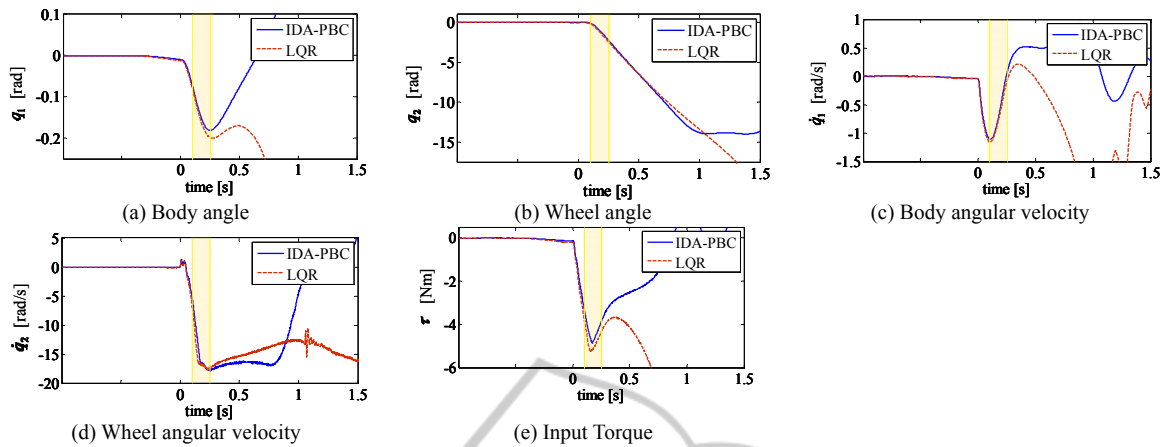 0.1
0
-0.1
-0.2
q₁ [rad]
IDA-PBC
LQR
0 0.5 1 1.5
time [s]
(a) Body angle
0
-5
-10
-15
q₂ [rad]
IDA-PBC
LQR
0 0.5 1 1.5
time [s]
(b) Wheel angle
1
0.5
0
-0.5
-1
-1.5
q̇₁ [rad/s]
IDA-PBC
LQR
0 0.5 1 1.5
time [s]
(c) Body angular velocity
5
0
-5
-10
-15
-20
q̇₂ [rad/s]
IDA-PBC
LQR
0 0.5 1 1.5
time [s]
(d) Wheel angular velocity
0
-2
-4
-6
τ [Nm]
IDA-PBC
LQR
0 0.5 1 1.5
time [s]
(e) Input Torque